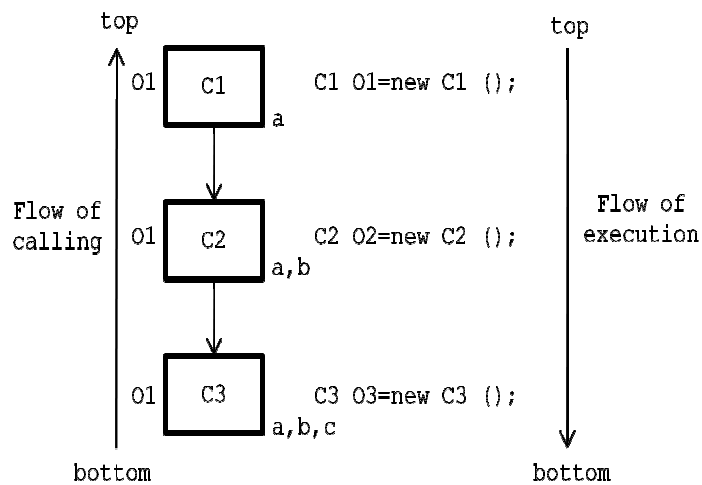 top
top
O1 C1 C1 O1=new C1 ();
a
Flow of
calling
O1 C2 C2 O2=new C2 ();
a,b
Flow of
execution
O1 C3 C3 O3=new C3 ();
a,b,c
bottom
bottom